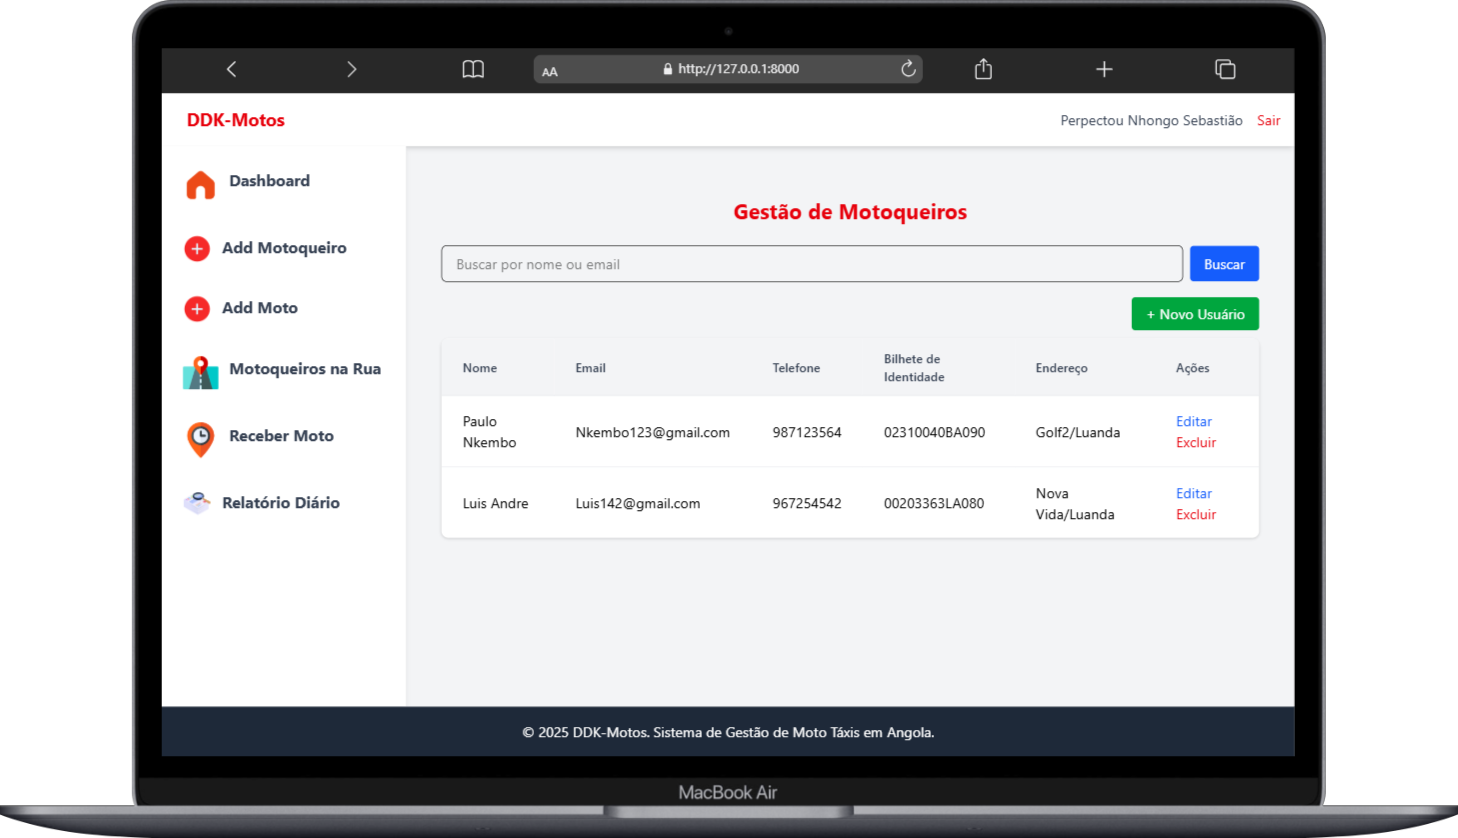 AA
http://127.0.0.1:8000
DDK-Motos
Perpectou Nhongo Sebastião Sair
Dashboard
Add Motoqueiro
Add Moto
Motoqueiros na Rua
Receber Moto
Relatório Diário
Gestão de Motoqueiros
Buscar por nome ou email
Buscar
+ Novo Usuário
Nome Email Telefone Bilhete de Identidade Endereço Ações
Paulo Nkembo Nkembo123@gmail.com 987123564 02310040BA090 Golf2/Luanda Editar Excluir
Luis Andre Luis142@gmail.com 967254542 00203363LA080 Nova Vida/Luanda Editar Excluir
© 2025 DDK-Motos. Sistema de Gestão de Moto Táxis em Angola.
MacBook Air